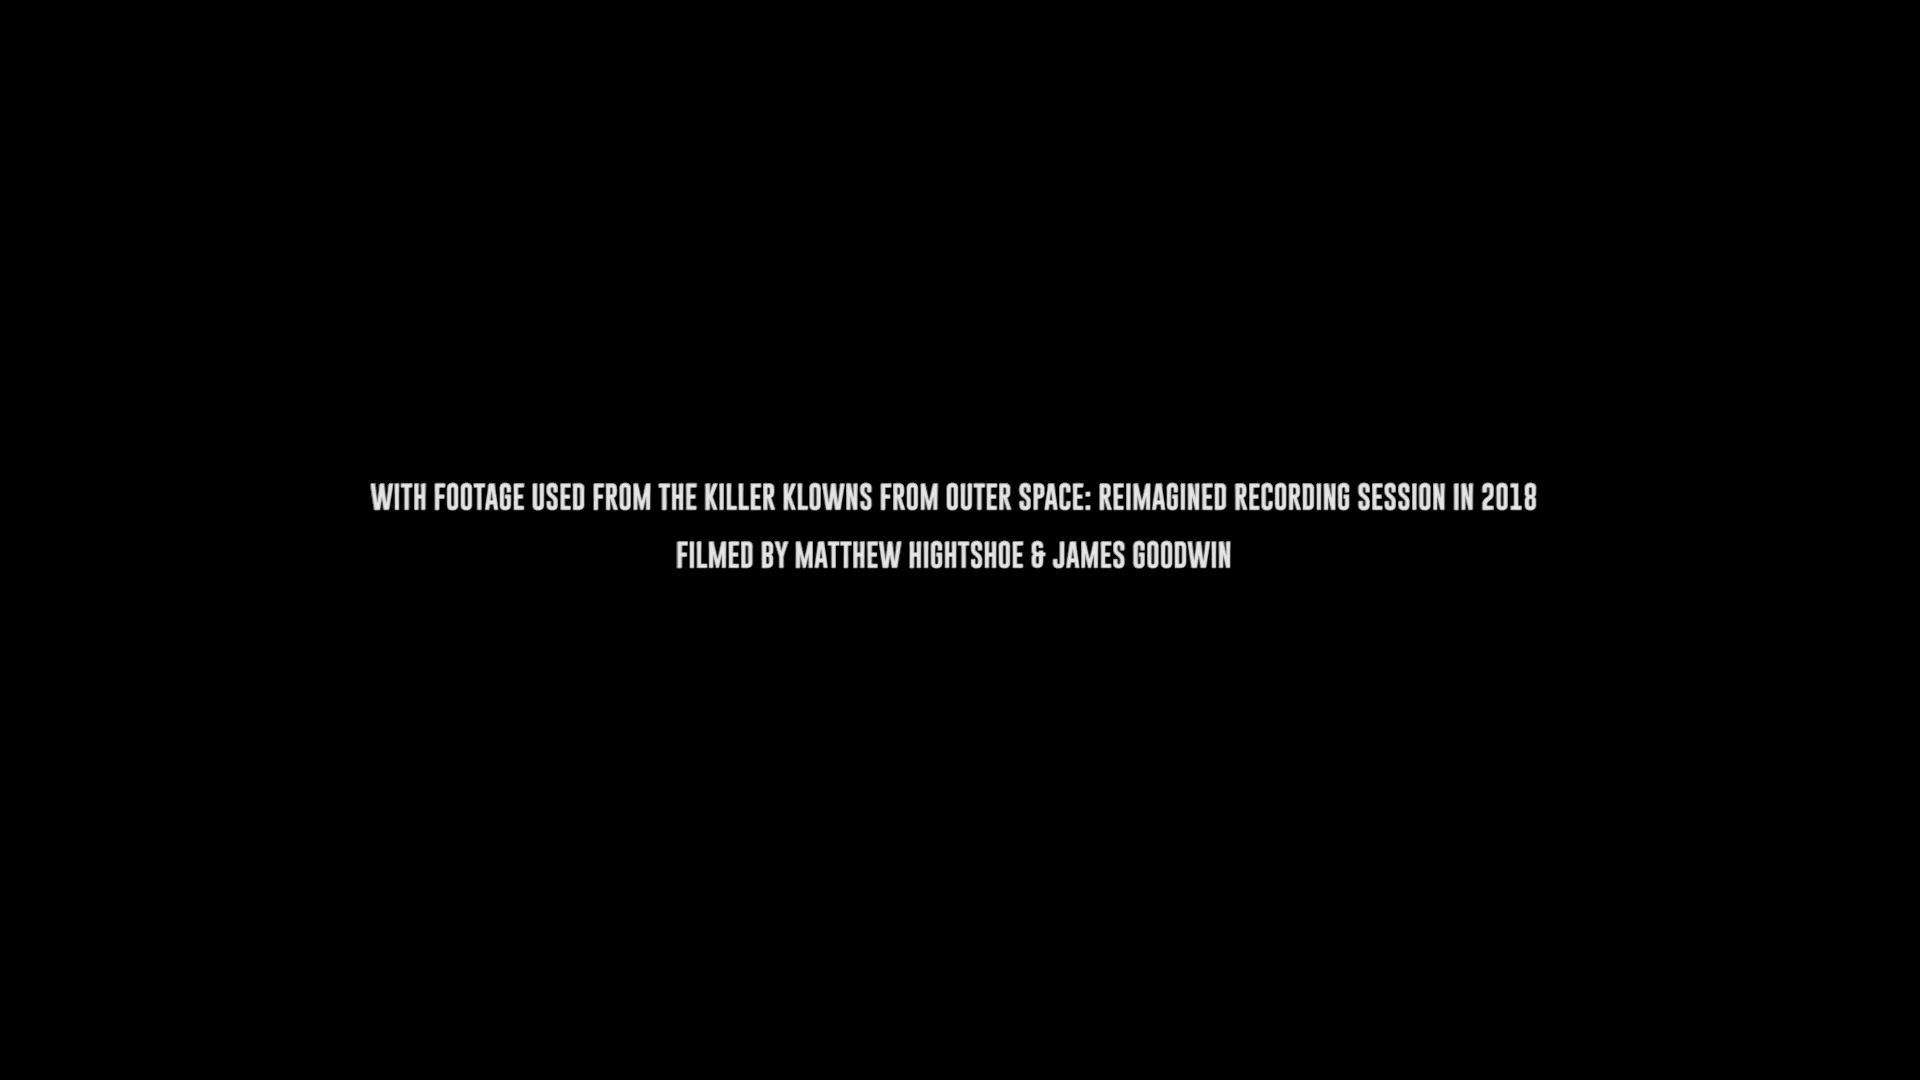 WITH FOOTAGE USED FROM THE KILLER KLOWNS FROM OUTER SPACE: REIMAGINED RECORDING SESSION IN 2018
FILMED BY MATTHEW HIGHTSHOE & JAMES GOODWIN